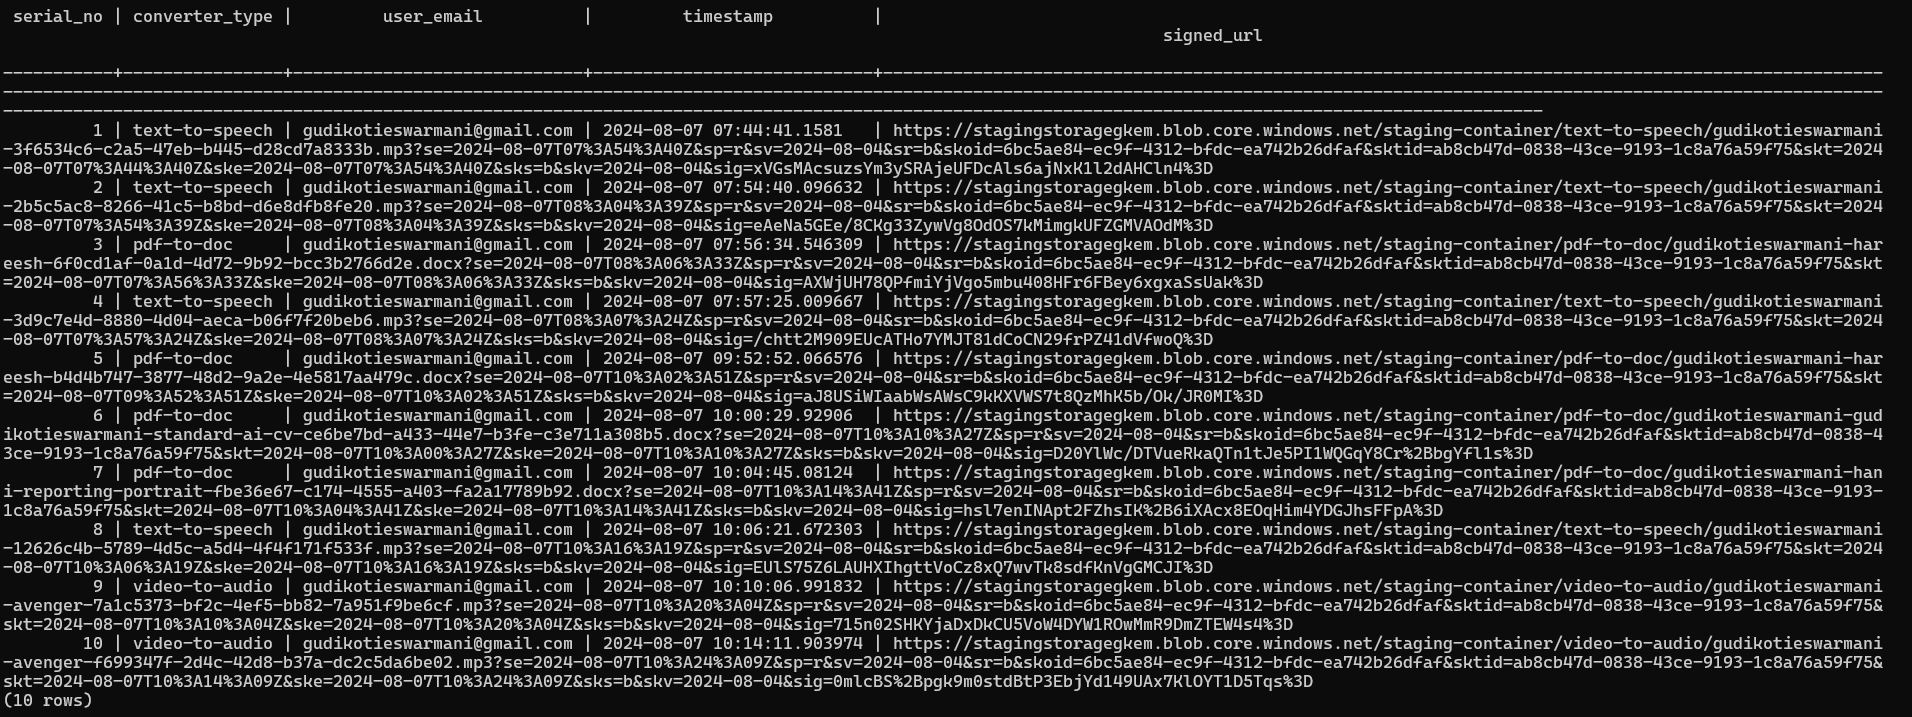 serial_no | converter_type |         user_email          |         timestamp          |
signed_url
-----------+----------------+-----------------------------+----------------------------+----------------------------------------------------------------------------------------------------
1 | text-to-speech | gudikotieswarmani@gmail.com | 2024-08-07 07:44:41.1581   | https://stagingstoragegkem.blob.core.windows.net/staging-container/text-to-speech/gudikotieswarmani
-3f6534c6-c2a5-47eb-b445-d28cd7a8333b.mp3?se=2024-08-07T07%3A54%3A40Z&sp=r&sv=2024-08-04&sr=b&skoid=6bc5ae84-ec9f-4312-bfdc-ea742b26dfaf&sktid=ab8cb47d-0838-43ce-9193-1c8a76a59f75&skt=2024
-08-07T07%3A44%3A40Z&ske=2024-08-07T07%3A54%3A40Z&sks=b&skv=2024-08-04&sig=xVGsMAcsuzsYm3ySRAjeUFDcAls6ajNxK1l2dAHCln4%3D
2 | text-to-speech | gudikotieswarmani@gmail.com | 2024-08-07 07:54:40.096632 | https://stagingstoragegkem.blob.core.windows.net/staging-container/text-to-speech/gudikotieswarmani
-2b5c5ac8-8266-41c5-b8bd-d6e8dfb8fe20.mp3?se=2024-08-07T08%3A04%3A39Z&sp=r&sv=2024-08-04&sr=b&skoid=6bc5ae84-ec9f-4312-bfdc-ea742b26dfaf&sktid=ab8cb47d-0838-43ce-9193-1c8a76a59f75&skt=2024
-08-07T07%3A54%3A39Z&ske=2024-08-07T08%3A04%3A39Z&sks=b&skv=2024-08-04&sig=eAeNa5GEe/8CKg33ZywVg8OdOS7kMimgkUFZGMVAOdM%3D
3 | pdf-to-doc     | gudikotieswarmani@gmail.com | 2024-08-07 07:56:34.546309 | https://stagingstoragegkem.blob.core.windows.net/staging-container/pdf-to-doc/gudikotieswarmani-har
eesh-6f0cd1af-0a1d-4d72-9b92-bcc3b2766d2e.docx?se=2024-08-07T08%3A06%3A33Z&sp=r&sv=2024-08-04&sr=b&skoid=6bc5ae84-ec9f-4312-bfdc-ea742b26dfaf&sktid=ab8cb47d-0838-43ce-9193-1c8a76a59f75&skt
=2024-08-07T07%3A56%3A33Z&ske=2024-08-07T08%3A06%3A33Z&sks=b&skv=2024-08-04&sig=AXWjUH78QPfmiYjVgo5mbu408HFr6FBey6xgxaSsUak%3D
4 | text-to-speech | gudikotieswarmani@gmail.com | 2024-08-07 07:57:25.009667 | https://stagingstoragegkem.blob.core.windows.net/staging-container/text-to-speech/gudikotieswarmani
-3d9c7e4d-8880-4d04-aeca-b06f7f20beb6.mp3?se=2024-08-07T08%3A07%3A24Z&sp=r&sv=2024-08-04&sr=b&skoid=6bc5ae84-ec9f-4312-bfdc-ea742b26dfaf&sktid=ab8cb47d-0838-43ce-9193-1c8a76a59f75&skt=2024
-08-07T07%3A57%3A24Z&ske=2024-08-07T08%3A07%3A24Z&sks=b&skv=2024-08-04&sig=/chtt2M909EUcATHo7YMJT81dCoCN29frPZ41dVfwoQ%3D
5 | pdf-to-doc     | gudikotieswarmani@gmail.com | 2024-08-07 09:52:52.066576 | https://stagingstoragegkem.blob.core.windows.net/staging-container/pdf-to-doc/gudikotieswarmani-har
eesh-b4d4b747-3877-48d2-9a2e-4e5817aa479c.docx?se=2024-08-07T10%3A02%3A51Z&sp=r&sv=2024-08-04&sr=b&skoid=6bc5ae84-ec9f-4312-bfdc-ea742b26dfaf&sktid=ab8cb47d-0838-43ce-9193-1c8a76a59f75&skt
=2024-08-07T09%3A52%3A51Z&ske=2024-08-07T10%3A02%3A51Z&sks=b&skv=2024-08-04&sig=aJ8USiWIaabWsAWsC9kKXVWS7t8QzMhK5b/Ok/JR0MI%3D
6 | pdf-to-doc     | gudikotieswarmani@gmail.com | 2024-08-07 10:00:29.92906  | https://stagingstoragegkem.blob.core.windows.net/staging-container/pdf-to-doc/gudikotieswarmani-gud
ikotieswarmani-standard-ai-cv-ce6be7bd-a433-44e7-b3fe-c3e711a308b5.docx?se=2024-08-07T10%3A10%3A27Z&sp=r&sv=2024-08-04&sr=b&skoid=6bc5ae84-ec9f-4312-bfdc-ea742b26dfaf&sktid=ab8cb47d-0838-4
3ce-9193-1c8a76a59f75&skt=2024-08-07T10%3A00%3A27Z&ske=2024-08-07T10%3A10%3A27Z&sks=b&skv=2024-08-04&sig=D20YlWc/DTVueRkaQTn1tJe5PI1WQGqY8Cr%2BbgYfl1s%3D
7 | pdf-to-doc     | gudikotieswarmani@gmail.com | 2024-08-07 10:04:45.08124  | https://stagingstoragegkem.blob.core.windows.net/staging-container/pdf-to-doc/gudikotieswarmani-han
i-reporting-portrait-fbe36e67-c174-4555-a403-fa2a17789b92.docx?se=2024-08-07T10%3A14%3A41Z&sp=r&sv=2024-08-04&sr=b&skoid=6bc5ae84-ec9f-4312-bfdc-ea742b26dfaf&sktid=ab8cb47d-0838-43ce-9193-
1c8a76a59f75&skt=2024-08-07T10%3A04%3A41Z&ske=2024-08-07T10%3A14%3A41Z&sks=b&skv=2024-08-04&sig=hsl7enINApt2FZhsIK%2B6iXAcx8EOqHim4YDGJhsFFpA%3D
8 | text-to-speech | gudikotieswarmani@gmail.com | 2024-08-07 10:06:21.672303 | https://stagingstoragegkem.blob.core.windows.net/staging-container/text-to-speech/gudikotieswarmani
-12626c4b-5789-4d5c-a5d4-4f4f171f533f.mp3?se=2024-08-07T10%3A16%3A19Z&sp=r&sv=2024-08-04&sr=b&skoid=6bc5ae84-ec9f-4312-bfdc-ea742b26dfaf&sktid=ab8cb47d-0838-43ce-9193-1c8a76a59f75&skt=2024
-08-07T10%3A06%3A19Z&ske=2024-08-07T10%3A16%3A19Z&sks=b&skv=2024-08-04&sig=EUlS75Z6LAUHXIhgttVoCz8xQ7wvTk8sdfKnVgGMCJI%3D
9 | video-to-audio | gudikotieswarmani@gmail.com | 2024-08-07 10:10:06.991832 | https://stagingstoragegkem.blob.core.windows.net/staging-container/video-to-audio/gudikotieswarmani
-avenger-7a1c5373-bf2c-4ef5-bb82-7a951f9be6cf.mp3?se=2024-08-07T10%3A20%3A04Z&sp=r&sv=2024-08-04&sr=b&skoid=6bc5ae84-ec9f-4312-bfdc-ea742b26dfaf&sktid=ab8cb47d-0838-43ce-9193-1c8a76a59f75&
skt=2024-08-07T10%3A10%3A04Z&ske=2024-08-07T10%3A20%3A04Z&sks=b&skv=2024-08-04&sig=715n02SHKYjaDxDkCU5VoW4DYW1ROwMmR9DmZTEW4s4%3D
10 | video-to-audio | gudikotieswarmani@gmail.com | 2024-08-07 10:14:11.903974 | https://stagingstoragegkem.blob.core.windows.net/staging-container/video-to-audio/gudikotieswarmani
-avenger-f699347f-2d4c-42d8-b37a-dc2c5da6be02.mp3?se=2024-08-07T10%3A24%3A09Z&sp=r&sv=2024-08-04&sr=b&skoid=6bc5ae84-ec9f-4312-bfdc-ea742b26dfaf&sktid=ab8cb47d-0838-43ce-9193-1c8a76a59f75&
skt=2024-08-07T10%3A14%3A09Z&ske=2024-08-07T10%3A24%3A09Z&sks=b&skv=2024-08-04&sig=0mlcBS%2Bpgk9m0stdBtP3EbjYd149UAx7KlOYT1D5Tqs%3D
(10 rows)